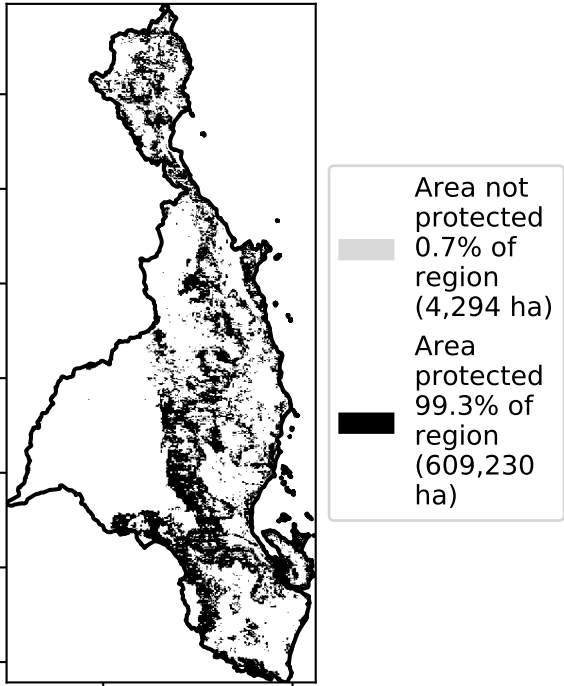 Area not
protected
0.7% of
region
(4,294 ha)
Area
protected
99.3% of
region
(609,230
ha)